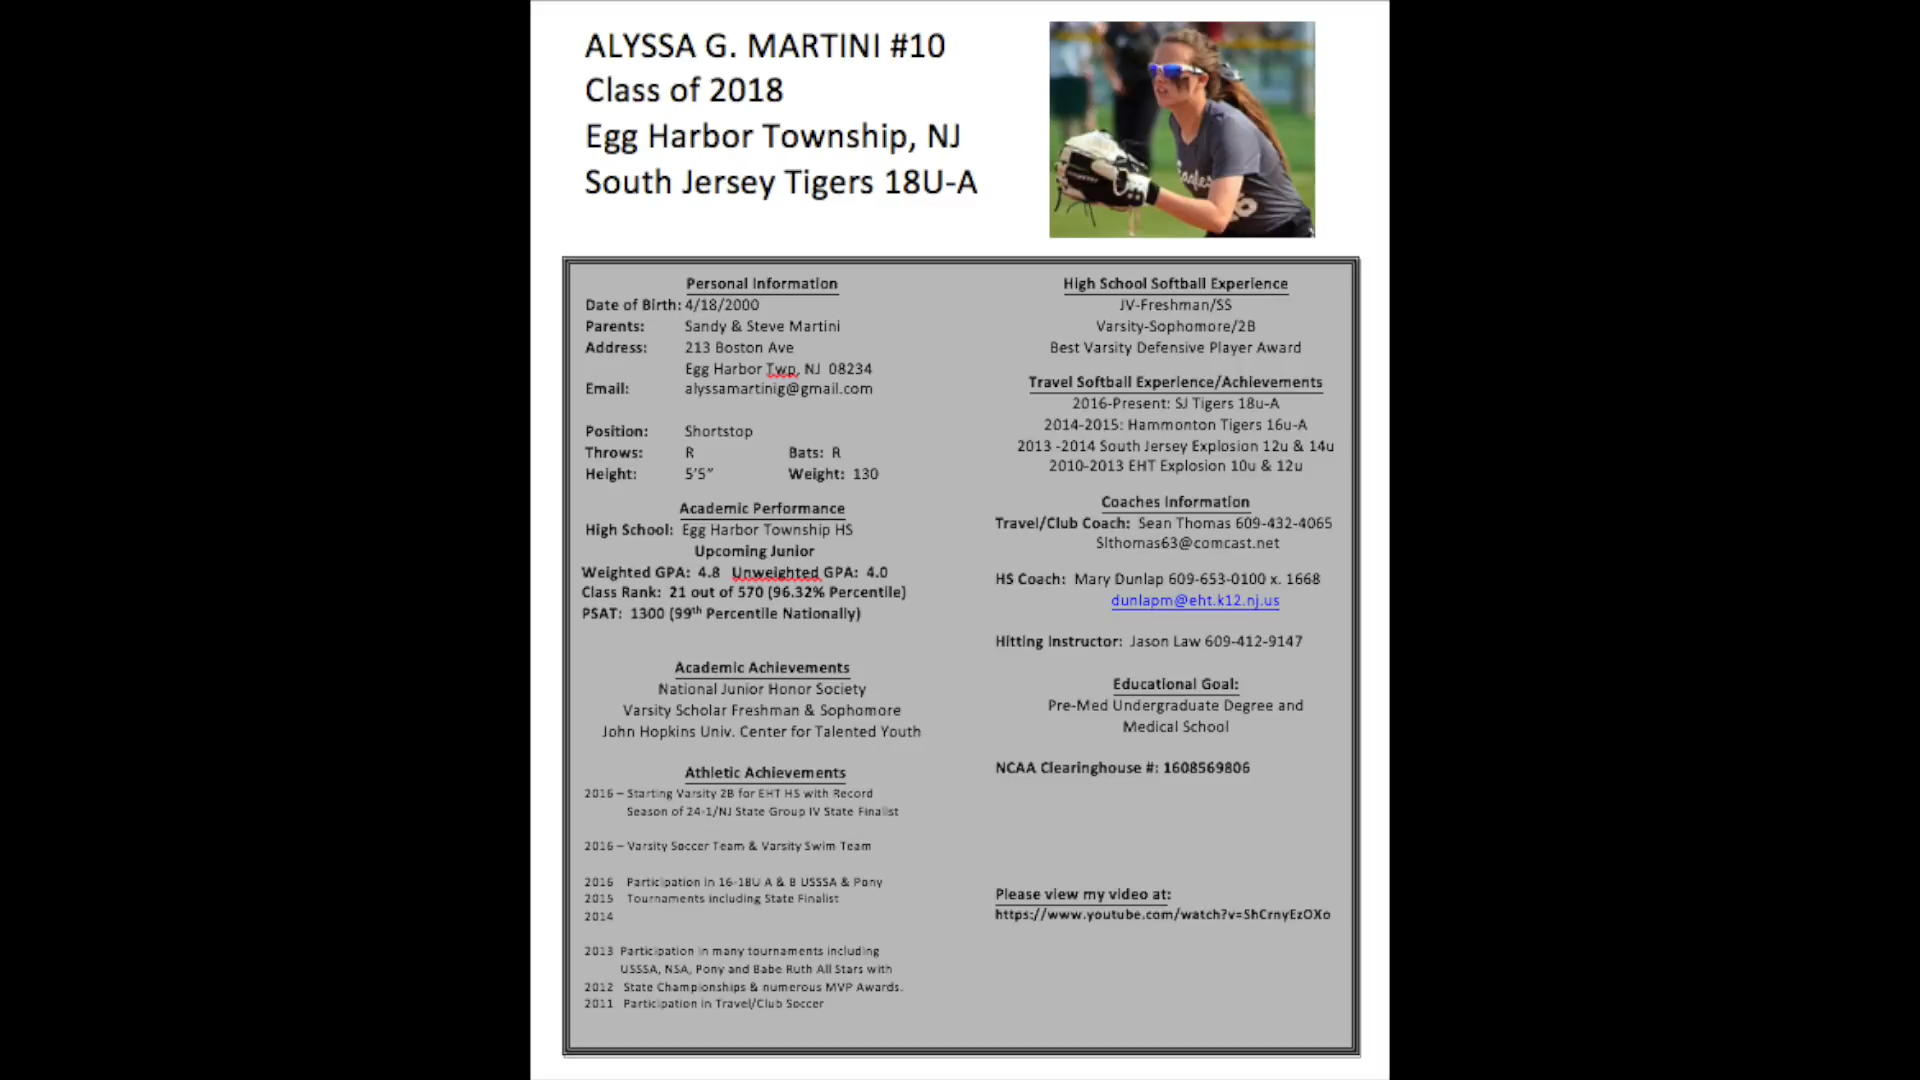 ALYSSA G. MARTINI #10
Class of 2018
Egg Harbor Township, NJ
South Jersey Tigers 18U-A
Eagles
Personal Information
Date of Birth: 4/18/2000
Parents: Sandy & Steve Martini
Address: 213 Boston Ave
Egg Harbor Twp, NJ 08234
Email: alyssamartinig@gmail.com
Position: Shortstop
Throws: R Bats: R
Height: 5'5" Weight: 130
Academic Performance
High School: Egg Harbor Township HS
Upcoming Junior
Weighted GPA: 4.8 Unweighted GPA: 4.0
Class Rank: 21 out of 570 (96.32% Percentile)
PSAT: 1300 (99th Percentile Nationally)
Academic Achievements
National Junior Honor Society
Varsity Scholar Freshman & Sophomore
John Hopkins Univ. Center for Talented Youth
Athletic Achievements
2016 – Starting Varsity 2B for EHT HS with Record
Season of 24-1/NJ State Group IV State Finalist
2016 – Varsity Soccer Team & Varsity Swim Team
2016 Participation in 16-18U A & B USSSA & Pony
2015 Tournaments including State Finalist
2014
2013 Participation in many tournaments including
USSSA, NSA, Pony and Babe Ruth All Stars with
2012 State Championships & numerous MVP Awards.
2011 Participation in Travel/Club Soccer
High School Softball Experience
JV-Freshman/SS
Varsity-Sophomore/2B
Best Varsity Defensive Player Award
Travel Softball Experience/Achievements
2016-Present: SJ Tigers 18u-A
2014-2015: Hammonton Tigers 16u-A
2013 -2014 South Jersey Explosion 12u & 14u
2010-2013 EHT Explosion 10u & 12u
Coaches Information
Travel/Club Coach: Sean Thomas 609-432-4065
Slthomas63@comcast.net
HS Coach: Mary Dunlap 609-653-0100 x. 1668
dunlapm@eht.k12.nj.us
Hitting Instructor: Jason Law 609-412-9147
Educational Goal:
Pre-Med Undergraduate Degree and
Medical School
NCAA Clearinghouse #: 1608569806
Please view my video at:
https://www.youtube.com/watch?v=ShCrnyEzOXo